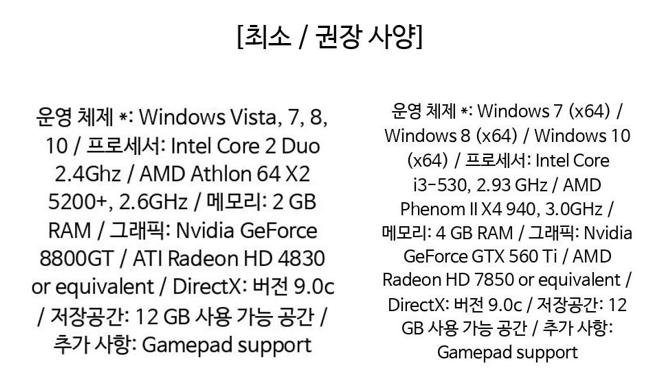 [최소 / 권장 사양]
운영 체제 *: Windows Vista, 7, 8,
10 / 프로세서: Intel Core 2 Duo
2.4Ghz / AMD Athlon 64 X2
5200+, 2.6GHz / 메모리: 2 GB
RAM / 그래픽: Nvidia GeForce
8800GT / ATI Radeon HD 4830
or equivalent / DirectX: 버전 9.0c
/ 저장공간: 12 GB 사용 가능 공간 /
추가 사항: Gamepad support
운영 체제 *: Windows 7 (x64) /
Windows 8 (x64) / Windows 10
(x64) / 프로세서: Intel Core
i3-530, 2.93 GHz / AMD
Phenom II X4 940, 3.0GHz /
메모리: 4 GB RAM / 그래픽: Nvidia
GeForce GTX 560 Ti / AMD
Radeon HD 7850 or equivalent /
DirectX: 버전 9.0c / 저장공간: 12
GB 사용 가능 공간 / 추가 사항:
Gamepad support